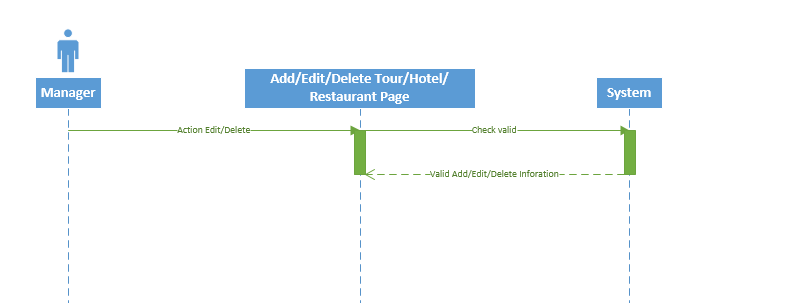 Add/Edit/Delete Tour/Hotel/
Restaurant Page
Manager
System
Action Edit/Delete
Check valid
Valid Add/Edit/Delete Inforation